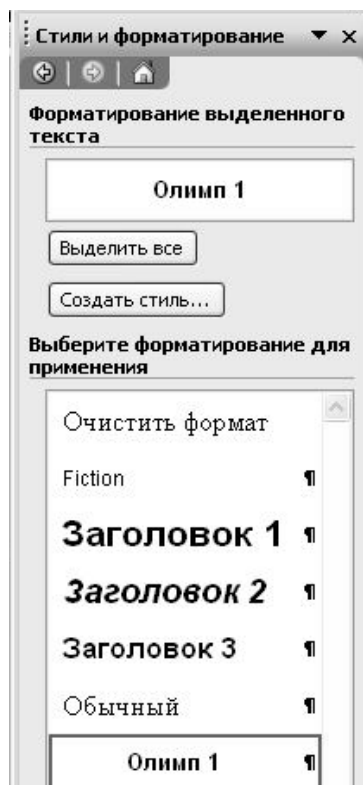 Стили и форматирование
Форматирование выделенного
текста
Олимп 1
Выделить все
Создать стиль...
Выберите форматирование для
применения
Очистить формат
Fiction ¶
Заголовок 1 ¶
Заголовок 2 ¶
Заголовок 3 ¶
Обычный ¶
Олимп 1 ¶